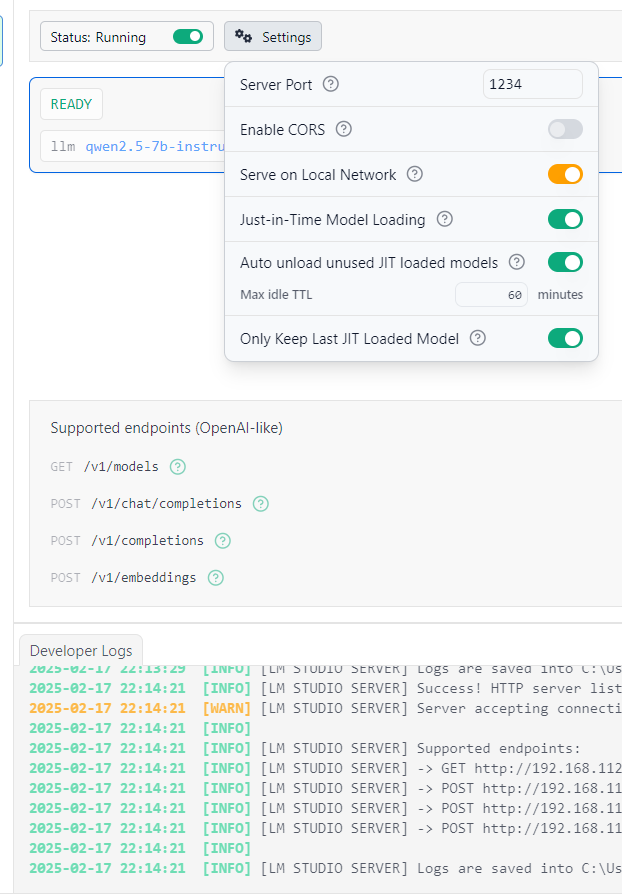 Status: Running
Settings
Server Port
1234
READY
Enable CORS
llm qwen2.5-7b-instru
Serve on Local Network
Just-in-Time Model Loading
Auto unload unused JIT loaded models
Max idle TTL 60 minutes
Only Keep Last JIT Loaded Model
Supported endpoints (OpenAI-like)
GET /v1/models
POST /v1/chat/completions
POST /v1/completions
POST /v1/embeddings
Developer Logs
2025-02-17 22:13:29 [INFO] [LM STUDIO SERVER] Logs are saved into C:\Us
2025-02-17 22:14:21 [INFO] [LM STUDIO SERVER] Success! HTTP server list
2025-02-17 22:14:21 [WARN] [LM STUDIO SERVER] Server accepting connecti
2025-02-17 22:14:21 [INFO]
2025-02-17 22:14:21 [INFO] [LM STUDIO SERVER] Supported endpoints:
2025-02-17 22:14:21 [INFO] [LM STUDIO SERVER] -> GET http://192.168.112
2025-02-17 22:14:21 [INFO] [LM STUDIO SERVER] -> POST http://192.168.11
2025-02-17 22:14:21 [INFO] [LM STUDIO SERVER] -> POST http://192.168.11
2025-02-17 22:14:21 [INFO] [LM STUDIO SERVER] -> POST http://192.168.11
2025-02-17 22:14:21 [INFO]
2025-02-17 22:14:21 [INFO] [LM STUDIO SERVER] Logs are saved into C:\Us